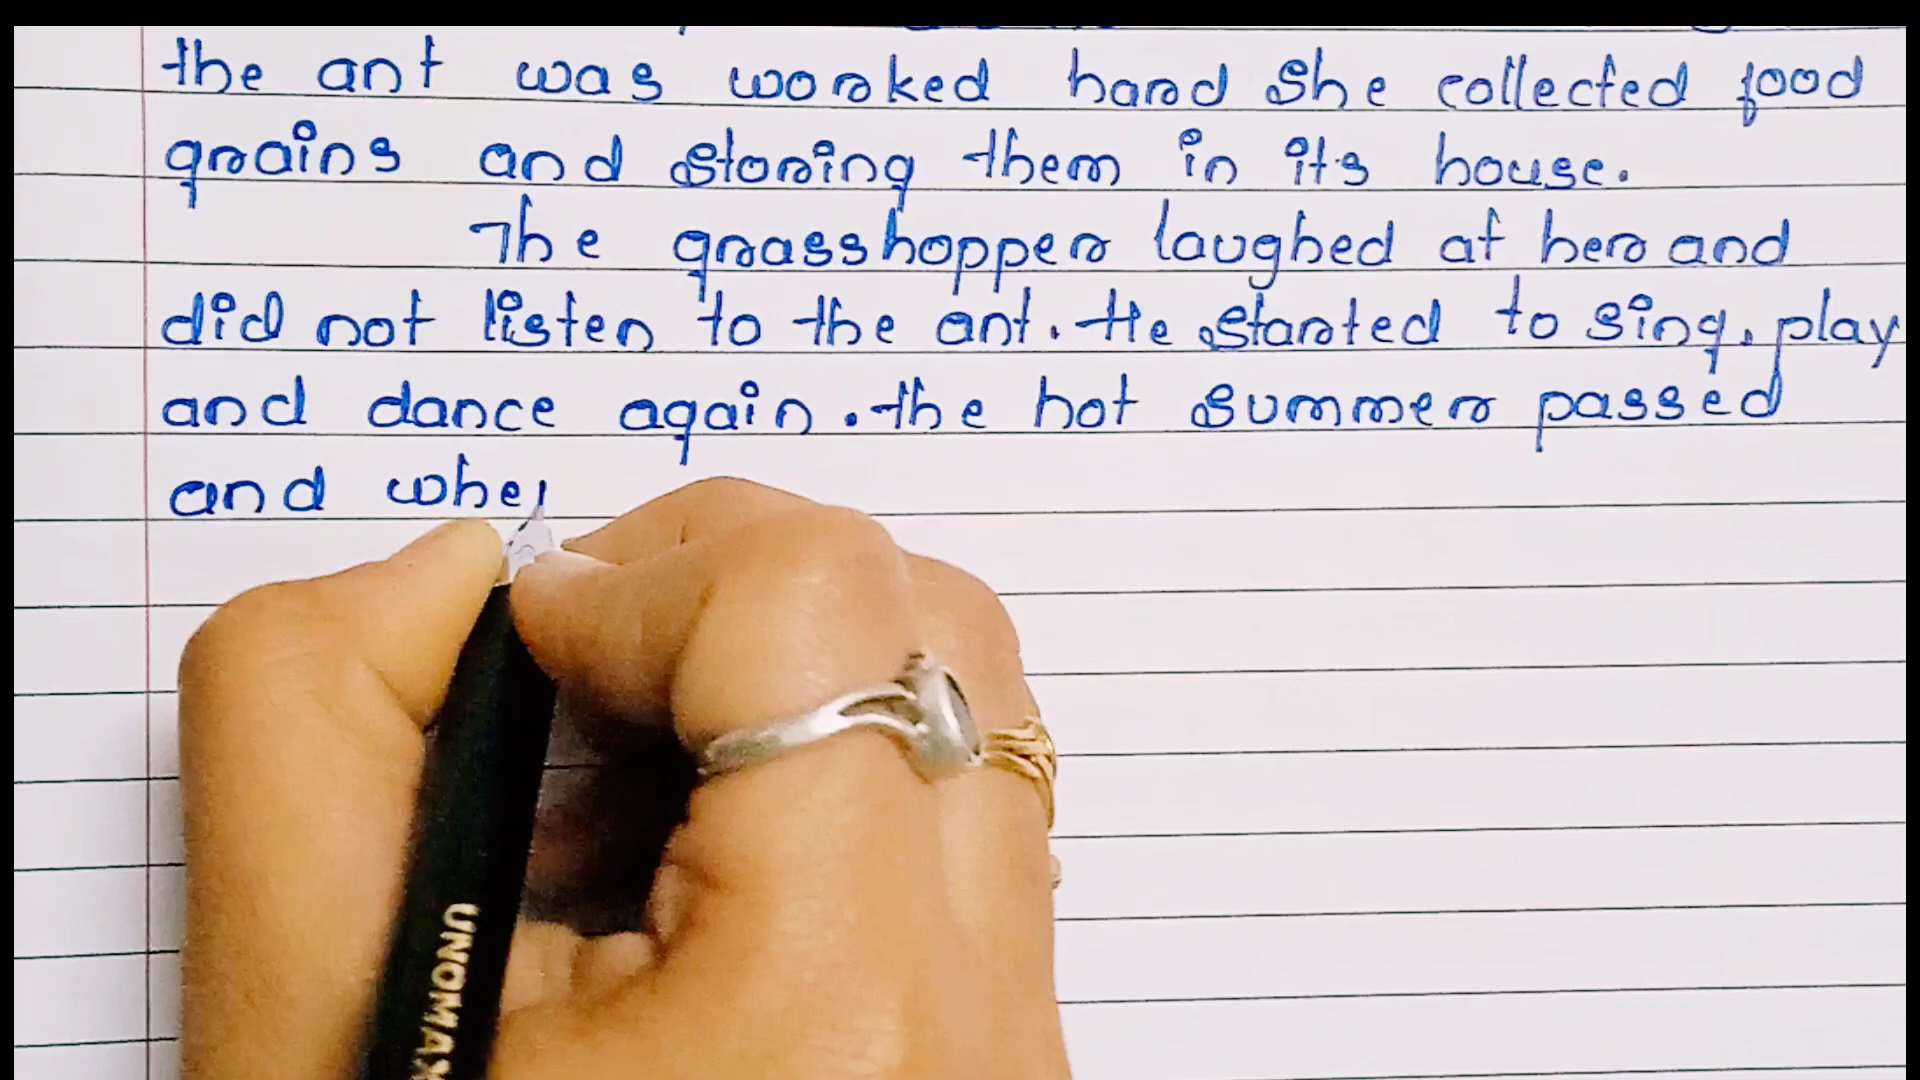 the ant was worked hard She collected food
grains and storing them in its house.
The grasshopper laughed at her and
did not listen to the ant. He started to sing, play
and dance again. the hot summer passed
and whe
UNOMAX